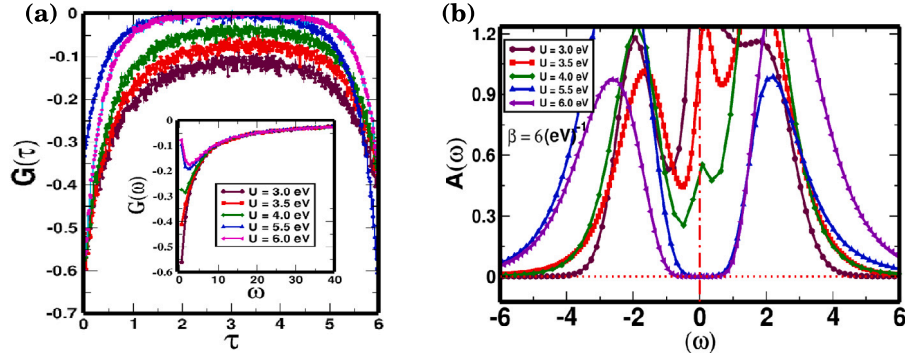 (a)
0
-0.1
-0.2
-0.3
-0.4
-0.5
-0.6
-0.7
G(τ)
0 1 2 3 4 5 6
τ
0
-0.1
-0.2
-0.3
-0.4
-0.5
-0.6
G(ω)
0 10 20 30 40
ω
U = 3.0 eV
U = 3.5 eV
U = 4.0 eV
U = 5.5 eV
U = 6.0 eV
(b)
1.2
0.9
0.6
0.3
0
A(ω)
U = 3.0 eV
U = 3.5 eV
U = 4.0 eV
U = 5.5 eV
U = 6.0 eV
β = 6(eV)⁻¹
-6 -4 -2 0 2 4 6
(ω)